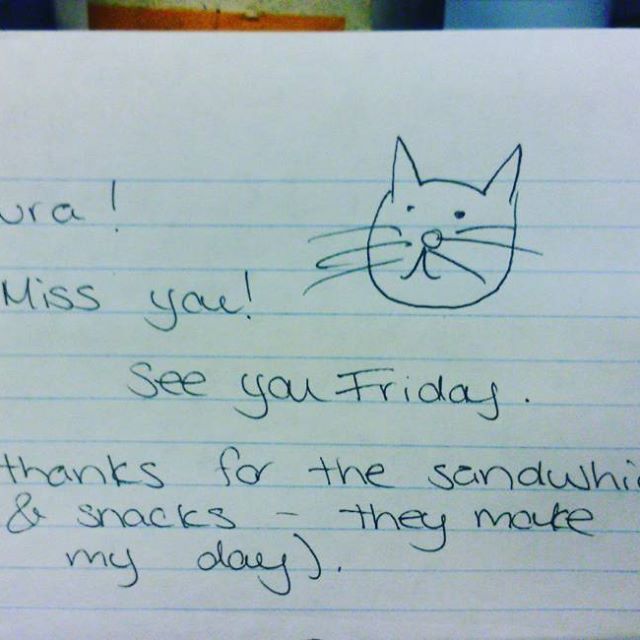 ura!
Miss you!
See you Friday.
thanks for the sandwhi
& snacks - they make
my day).